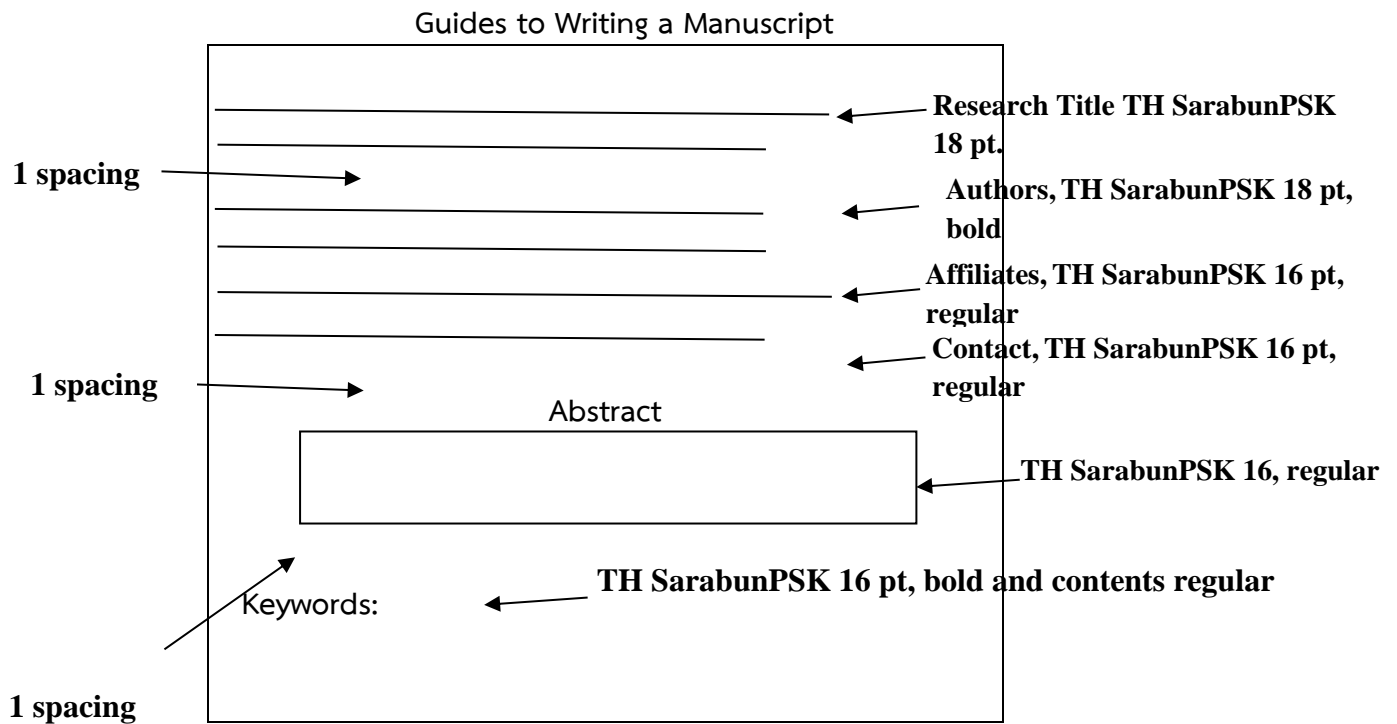 Guides to Writing a Manuscript
Research Title TH SarabunPSK
18 pt.
1 spacing
Authors, TH SarabunPSK 18 pt,
bold
Affiliates, TH SarabunPSK 16 pt,
regular
Contact, TH SarabunPSK 16 pt,
regular
1 spacing
Abstract
TH SarabunPSK 16, regular
TH SarabunPSK 16 pt, bold and contents regular
Keywords:
1 spacing